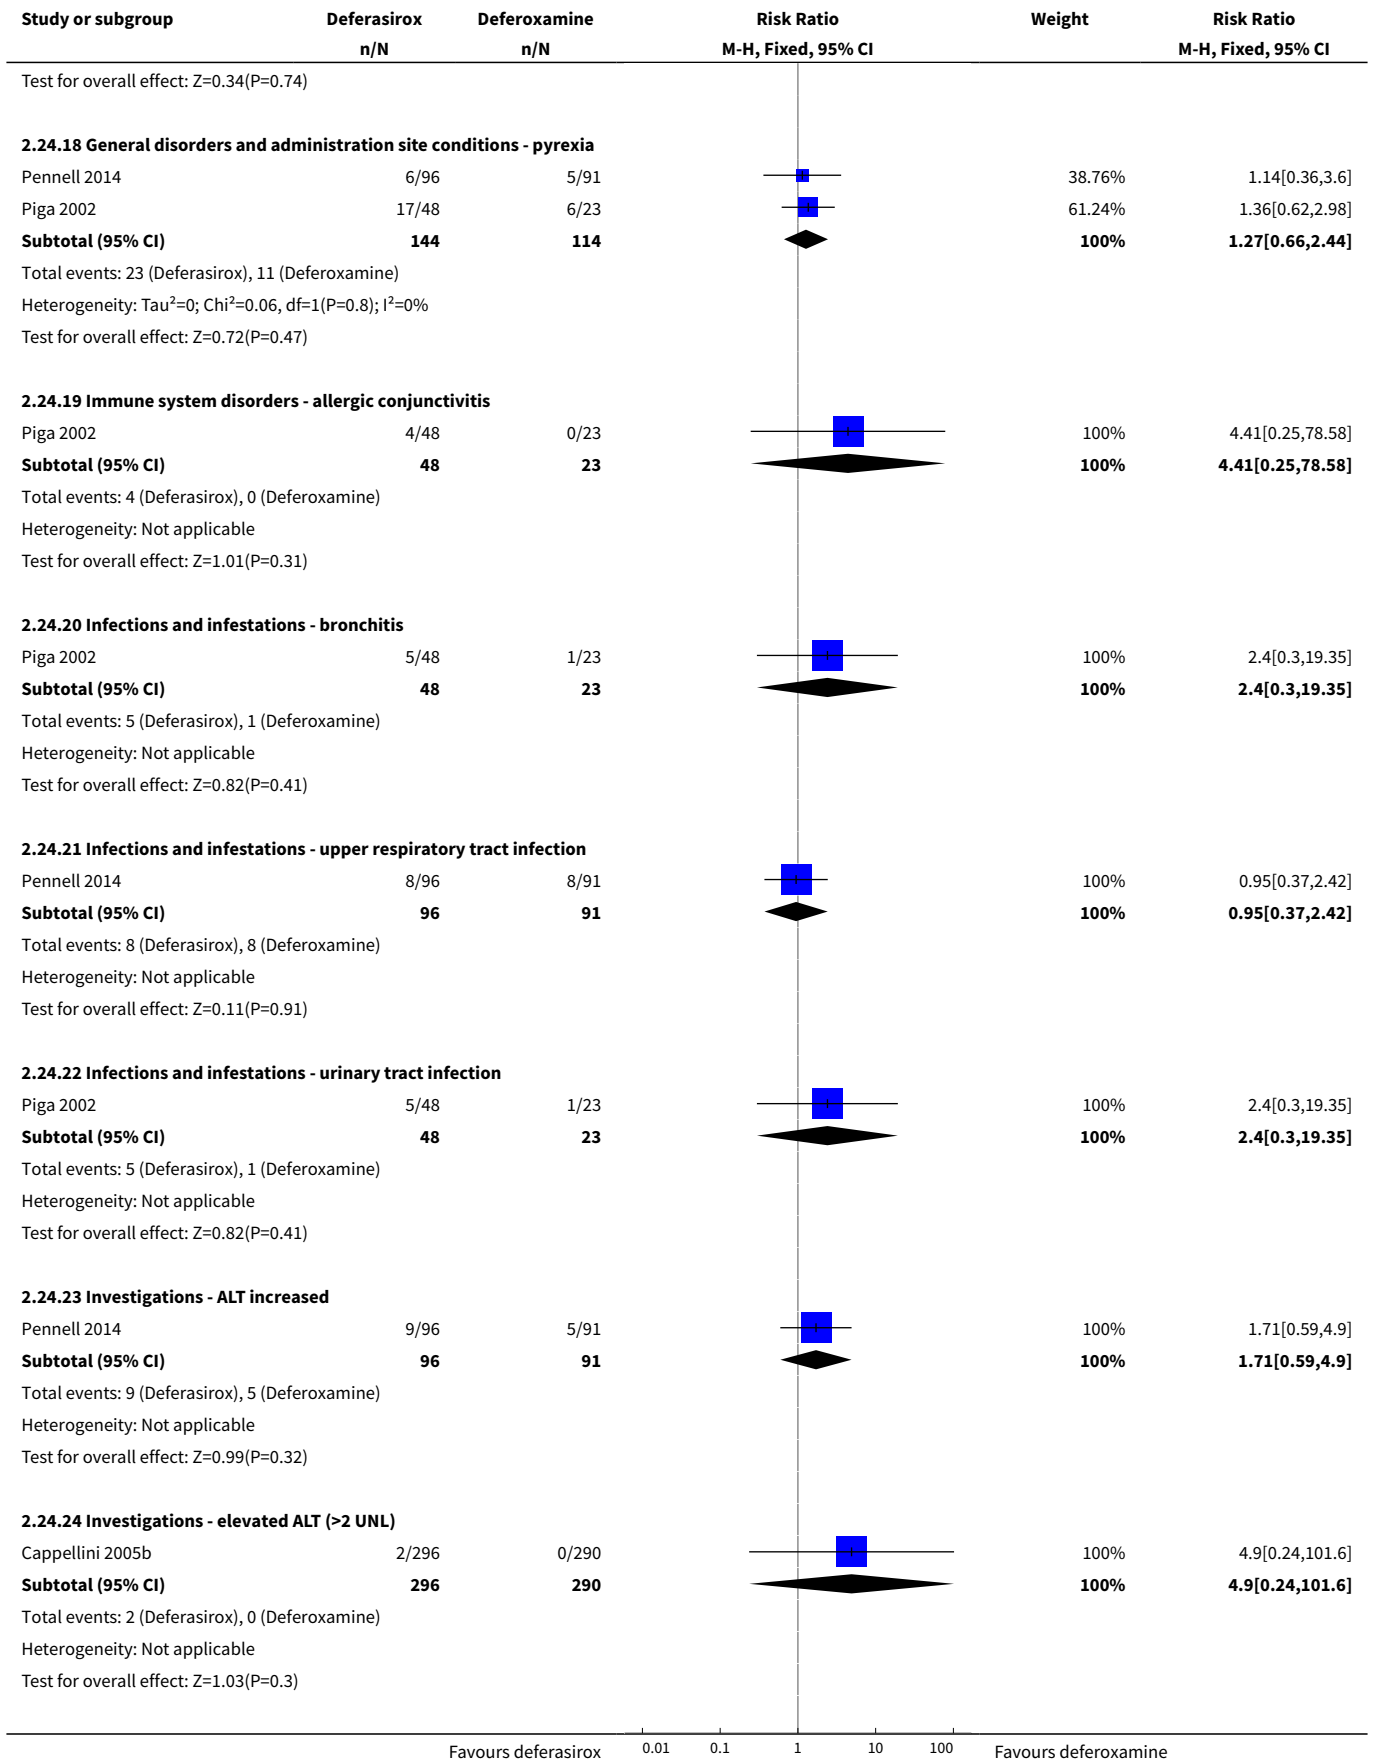 Study or subgroup Deferasirox Deferoxamine Risk Ratio Weight Risk Ratio
n/N n/N M-H, Fixed, 95% CI M-H, Fixed, 95% CI
Test for overall effect: Z=0.34(P=0.74)
2.24.18 General disorders and administration site conditions - pyrexia
Pennell 2014 6/96 5/91 38.76% 1.14[0.36,3.6]
Piga 2002 17/48 6/23 61.24% 1.36[0.62,2.98]
Subtotal (95% CI) 144 114 100% 1.27[0.66,2.44]
Total events: 23 (Deferasirox), 11 (Deferoxamine)
Heterogeneity: Tau²=0; Chi²=0.06, df=1(P=0.8); I²=0%
Test for overall effect: Z=0.72(P=0.47)
2.24.19 Immune system disorders - allergic conjunctivitis
Piga 2002 4/48 0/23 100% 4.41[0.25,78.58]
Subtotal (95% CI) 48 23 100% 4.41[0.25,78.58]
Total events: 4 (Deferasirox), 0 (Deferoxamine)
Heterogeneity: Not applicable
Test for overall effect: Z=1.01(P=0.31)
2.24.20 Infections and infestations - bronchitis
Piga 2002 5/48 1/23 100% 2.4[0.3,19.35]
Subtotal (95% CI) 48 23 100% 2.4[0.3,19.35]
Total events: 5 (Deferasirox), 1 (Deferoxamine)
Heterogeneity: Not applicable
Test for overall effect: Z=0.82(P=0.41)
2.24.21 Infections and infestations - upper respiratory tract infection
Pennell 2014 8/96 8/91 100% 0.95[0.37,2.42]
Subtotal (95% CI) 96 91 100% 0.95[0.37,2.42]
Total events: 8 (Deferasirox), 8 (Deferoxamine)
Heterogeneity: Not applicable
Test for overall effect: Z=0.11(P=0.91)
2.24.22 Infections and infestations - urinary tract infection
Piga 2002 5/48 1/23 100% 2.4[0.3,19.35]
Subtotal (95% CI) 48 23 100% 2.4[0.3,19.35]
Total events: 5 (Deferasirox), 1 (Deferoxamine)
Heterogeneity: Not applicable
Test for overall effect: Z=0.82(P=0.41)
2.24.23 Investigations - ALT increased
Pennell 2014 9/96 5/91 100% 1.71[0.59,4.9]
Subtotal (95% CI) 96 91 100% 1.71[0.59,4.9]
Total events: 9 (Deferasirox), 5 (Deferoxamine)
Heterogeneity: Not applicable
Test for overall effect: Z=0.99(P=0.32)
2.24.24 Investigations - elevated ALT (>2 UNL)
Cappellini 2005b 2/296 0/290 100% 4.9[0.24,101.6]
Subtotal (95% CI) 296 290 100% 4.9[0.24,101.6]
Total events: 2 (Deferasirox), 0 (Deferoxamine)
Heterogeneity: Not applicable
Test for overall effect: Z=1.03(P=0.3)
Favours deferasirox 0.01 0.1 1 10 100 Favours deferoxamine